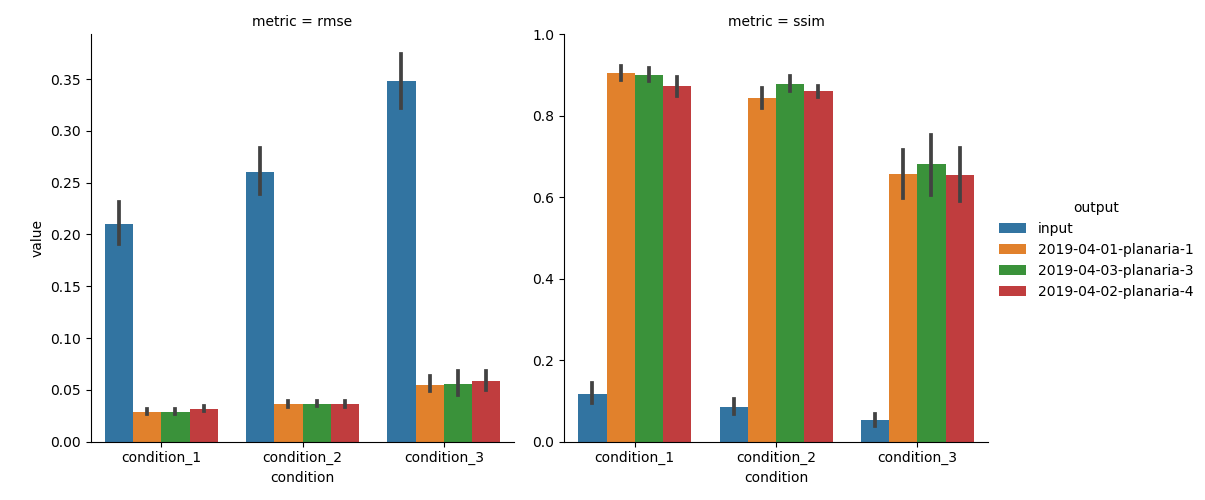 metric = rmse
0.35
0.30
0.25
0.20
0.15
0.10
0.05
0.00
value
condition_1
condition_2
condition_3
condition
metric = ssim
1.0
0.8
0.6
0.4
0.2
0.0
condition_1
condition_2
condition_3
condition
output
input
2019-04-01-planaria-1
2019-04-03-planaria-3
2019-04-02-planaria-4